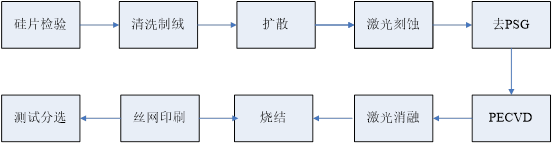 硅片检验
清洗制绒
扩散
激光刻蚀
去PSG
测试分选
丝网印刷
烧结
激光消融
PECVD